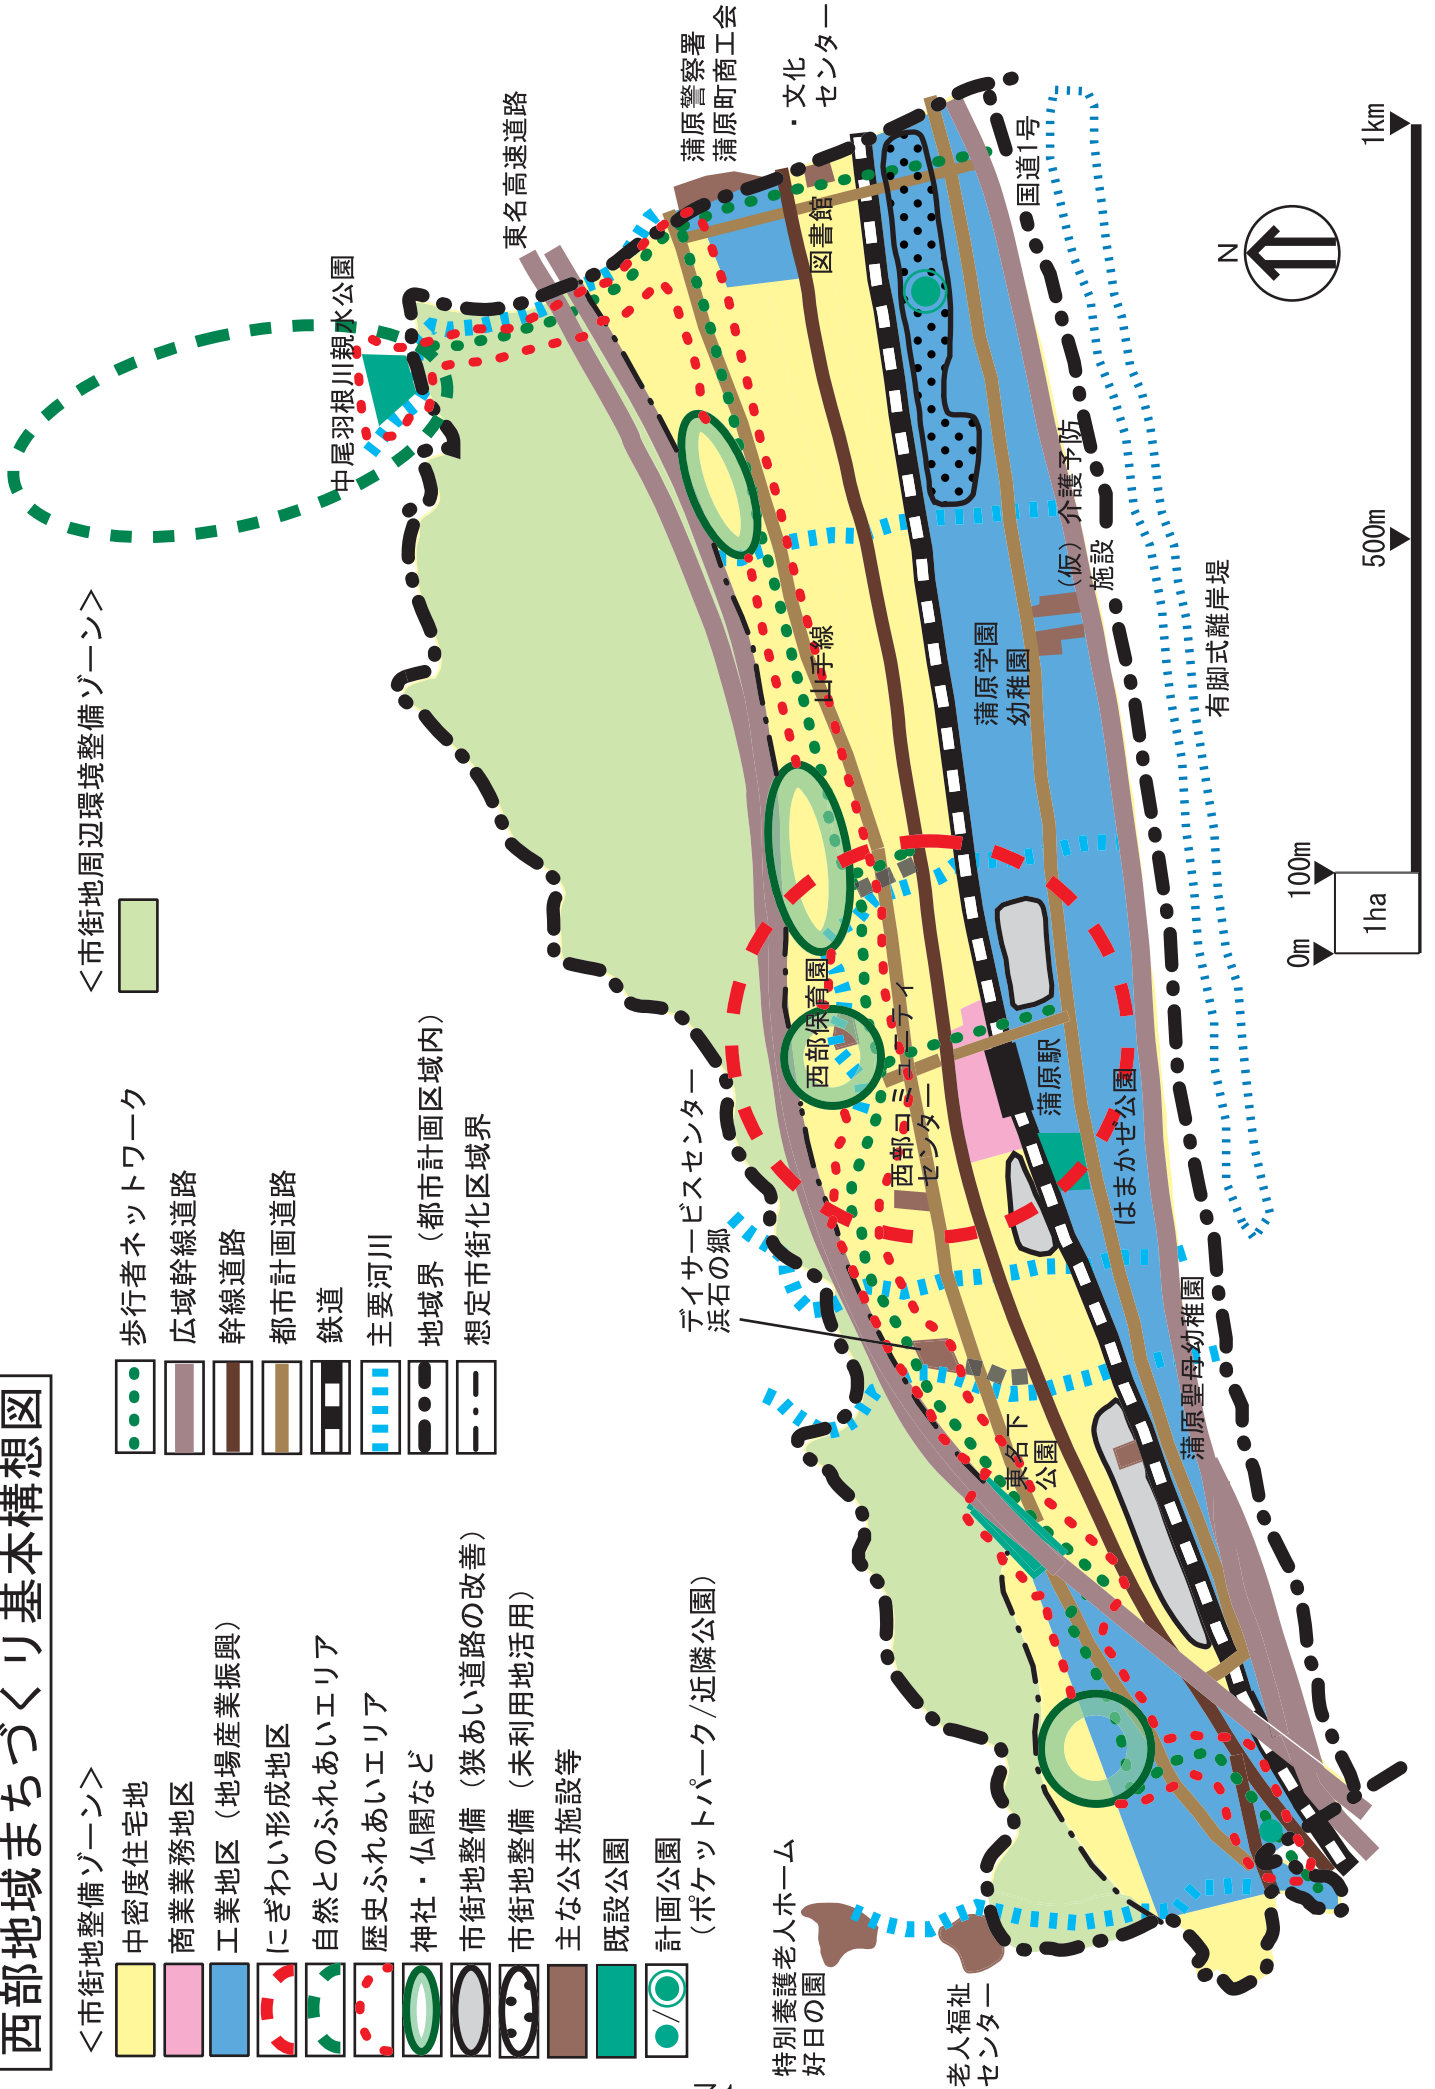 西部地域まちづくり基本構想図
＜市街地整備ゾーン＞
中密度住宅地
商業業務地区
工業地区（地場産業振興）
にぎわい形成地区
自然とのふれあいエリア
歴史ふれあいエリア
神社・仏閣など
市街地整備（狭あい道路の改善）
市街地整備（未利用地活用）
主な公共施設等
既設公園
計画公園
（ポケットパーク/近隣公園）
歩行者ネットワーク
広域幹線道路
幹線道路
都市計画道路
鉄道
主要河川
地域界（都市計画区域内）
想定市街化区域界
＜市街地周辺環境整備ゾーン＞
中尾羽根川親水公園
東名高速道路
蒲原警察署
蒲原町商工会
・文化
センター
図書館
国道1号
山手線
（仮）介護予防
施設
蒲原学園
幼稚園
有脚式離岸堤
西部保育園
西部コミューティ
センター
蒲原駅
はまかぜ公園
デイサービスセンター
浜石の郷
東名下
公園
蒲原聖母幼稚園
特別養護老人ホーム
好日の園
老人福祉
センター
N
0m
100m
500m
1km
1ha